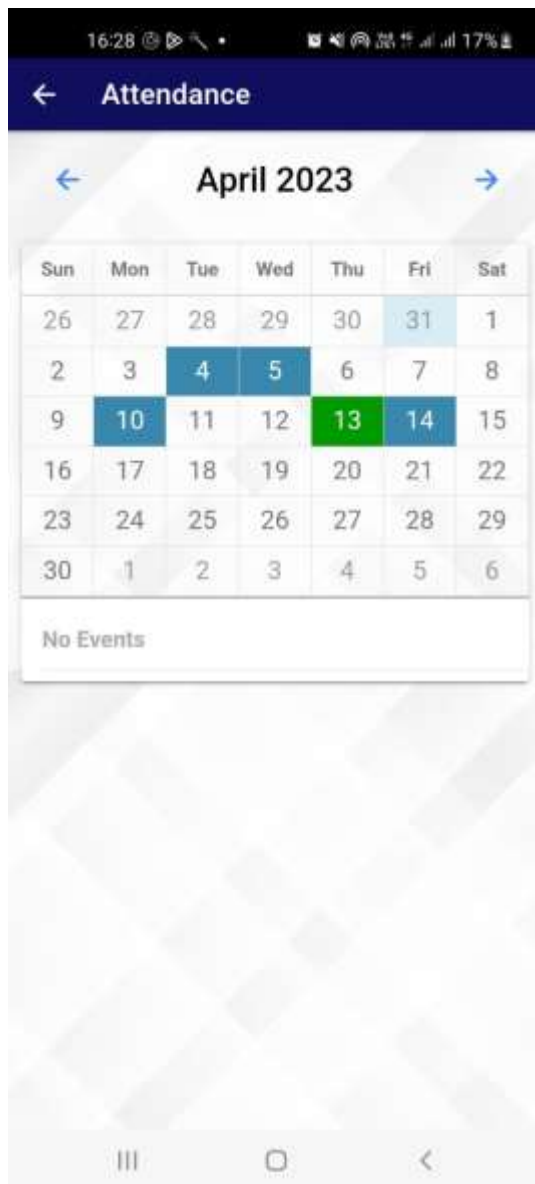 16:28 17%
Attendance
April 2023
Sun Mon Tue Wed Thu Fri Sat
26 27 28 29 30 31 1
2 3 4 5 6 7 8
9 10 11 12 13 14 15
16 17 18 19 20 21 22
23 24 25 26 27 28 29
30 1 2 3 4 5 6
No Events